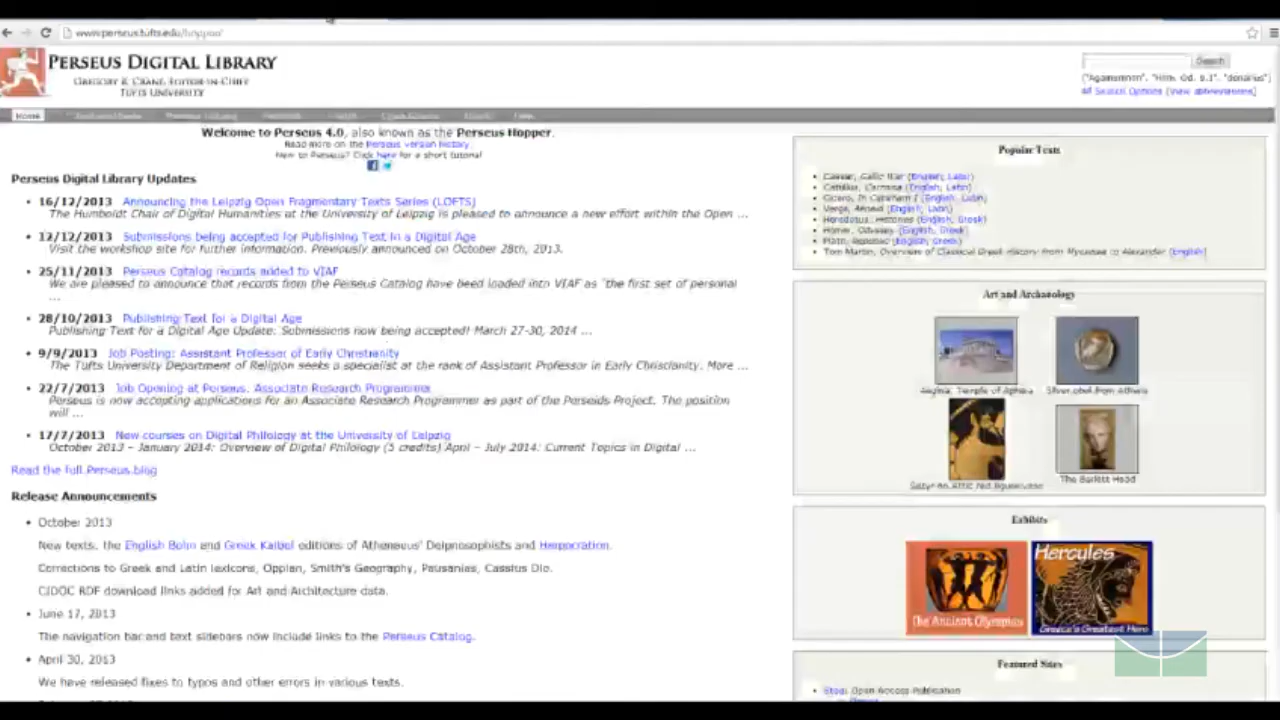 www.perseus.tufts.edu/hopper/
PERSEUS DIGITAL LIBRARY
GREGORY R. CRANE, EDITOR-IN-CHIEF
TUFTS UNIVERSITY
Search
("Agamemnon", "Hom. Od. 9.1", "denarius")
All Search Options [view abbreviations]
Home
Welcome to Perseus 4.0, also known as the Perseus Hopper.
Read more on the Perseus version history.
New to Perseus? Click here for a short tutorial
Perseus Digital Library Updates
16/12/2013 Announcing the Leipzig Open Fragmentary Texts Series (LOFTS)
The Humboldt Chair of Digital Humanities at the University of Leipzig is pleased to announce a new effort within the Open ...
12/12/2013 Submissions being accepted for Publishing Text in a Digital Age
Visit the workshop site for further information. Previously announced on October 28th, 2013.
25/11/2013 Perseus Catalog records added to VIAF
We are pleased to announce that records from the Perseus Catalog have beed loaded into VIAF as "the first set of personal
...
28/10/2013 Publishing Text for a Digital Age
Publishing Text for a Digital Age Update: Submissions now being accepted! March 27-30, 2014 ...
9/9/2013 Job Posting: Assistant Professor of Early Christianity
The Tufts University Department of Religion seeks a specialist at the rank of Assistant Professor in Early Christianity. More ...
22/7/2013 Job Opening at Perseus, Associate Research Programmer
Perseus is now accepting applications for an Associate Research Programmer as part of the Perseids Project. The position
will ...
17/7/2013 New courses on Digital Philology at the University of Leipzig
October 2013 – January 2014: Overview of Digital Philology (5 credits) April – July 2014: Current Topics in Digital ...
Read the full Perseus blog
Release Announcements
October 2013
New texts, the English Bohn and Greek Kaibel editions of Athenaeus' Deipnosophists and Harpocration.
Corrections to Greek and Latin lexicons, Oppian, Smith's Geography, Pausanias, Cassius Dio.
CIDOC RDF download links added for Art and Architecture data.
June 17, 2013
The navigation bar and text sidebars now include links to the Perseus Catalog.
April 30, 2013
We have released fixes to typos and other errors in various texts.
Popular Texts
Caesar, Gallic War (English, Latin)
Catullus, Carmina (English, Latin)
Cicero, In Catilinam I (English, Latin)
Vergil, Aeneid (English, Latin)
Herodotus, Histories (English, Greek)
Homer, Odyssey (English, Greek)
Plato, Republic (English, Greek)
Tom Martin, Overview of Classical Greek History from Mycenae to Alexander (English)
Art and Archaeology
Aegina, Temple of Aphaia
Silver obol from Athens
Satyr on Attic red figure vase
The Bartlett Head
Exhibits
The Ancient Olympics
Hercules
Greece's Greatest Hero
Featured Sites
Stoa: Open Access Publication